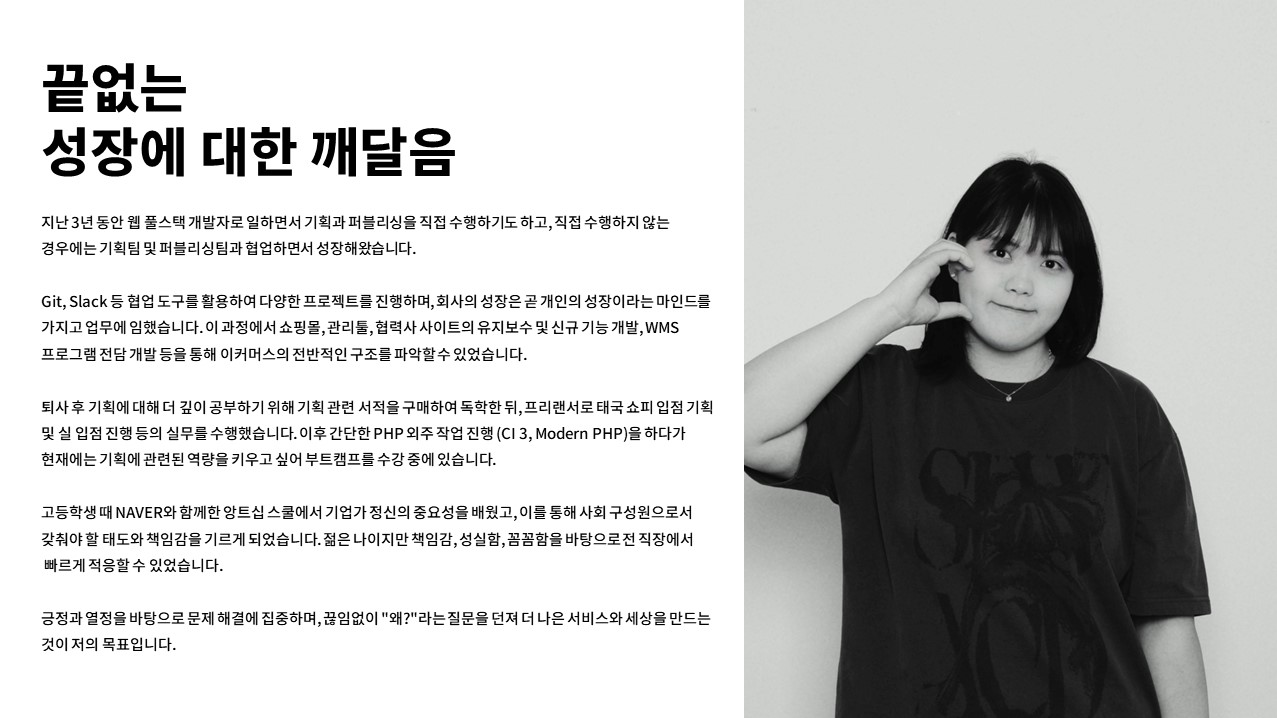 끝없는
성장에 대한 깨달음
지난 3년 동안 웹 풀스택 개발자로 일하면서 기획과 퍼블리싱을 직접 수행하기도 하고, 직접 수행하지 않는
경우에는 기획팀 및 퍼블리싱팀과 협업하면서 성장해왔습니다.
Git, Slack 등 협업 도구를 활용하여 다양한 프로젝트를 진행하며, 회사의 성장은 곧 개인의 성장이라는 마인드를
가지고 업무에 임했습니다. 이 과정에서 쇼핑몰, 관리툴, 협력사 사이트의 유지보수 및 신규 기능 개발, WMS
프로그램 전담 개발 등을 통해 이커머스의 전반적인 구조를 파악할 수 있었습니다.
퇴사 후 기획에 대해 더 깊이 공부하기 위해 기획 관련 서적을 구매하여 독학한 뒤, 프리랜서로 태국 쇼피 입점 기획
및 실 입점 진행 등의 실무를 수행했습니다. 이후 간단한 PHP 외주 작업 진행 (CI 3, Modern PHP)을 하다가
현재에는 기획에 관련된 역량을 키우고 싶어 부트캠프를 수강 중에 있습니다.
고등학생 때 NAVER와 함께한 앙트십 스쿨에서 기업가 정신의 중요성을 배웠고, 이를 통해 사회 구성원으로서
갖춰야 할 태도와 책임감을 기르게 되었습니다. 젊은 나이지만 책임감, 성실함, 꼼꼼함을 바탕으로 전 직장에서
빠르게 적응할 수 있었습니다.
긍정과 열정을 바탕으로 문제 해결에 집중하며, 끊임없이 "왜?"라는 질문을 던져 더 나은 서비스와 세상을 만드는
것이 저의 목표입니다.